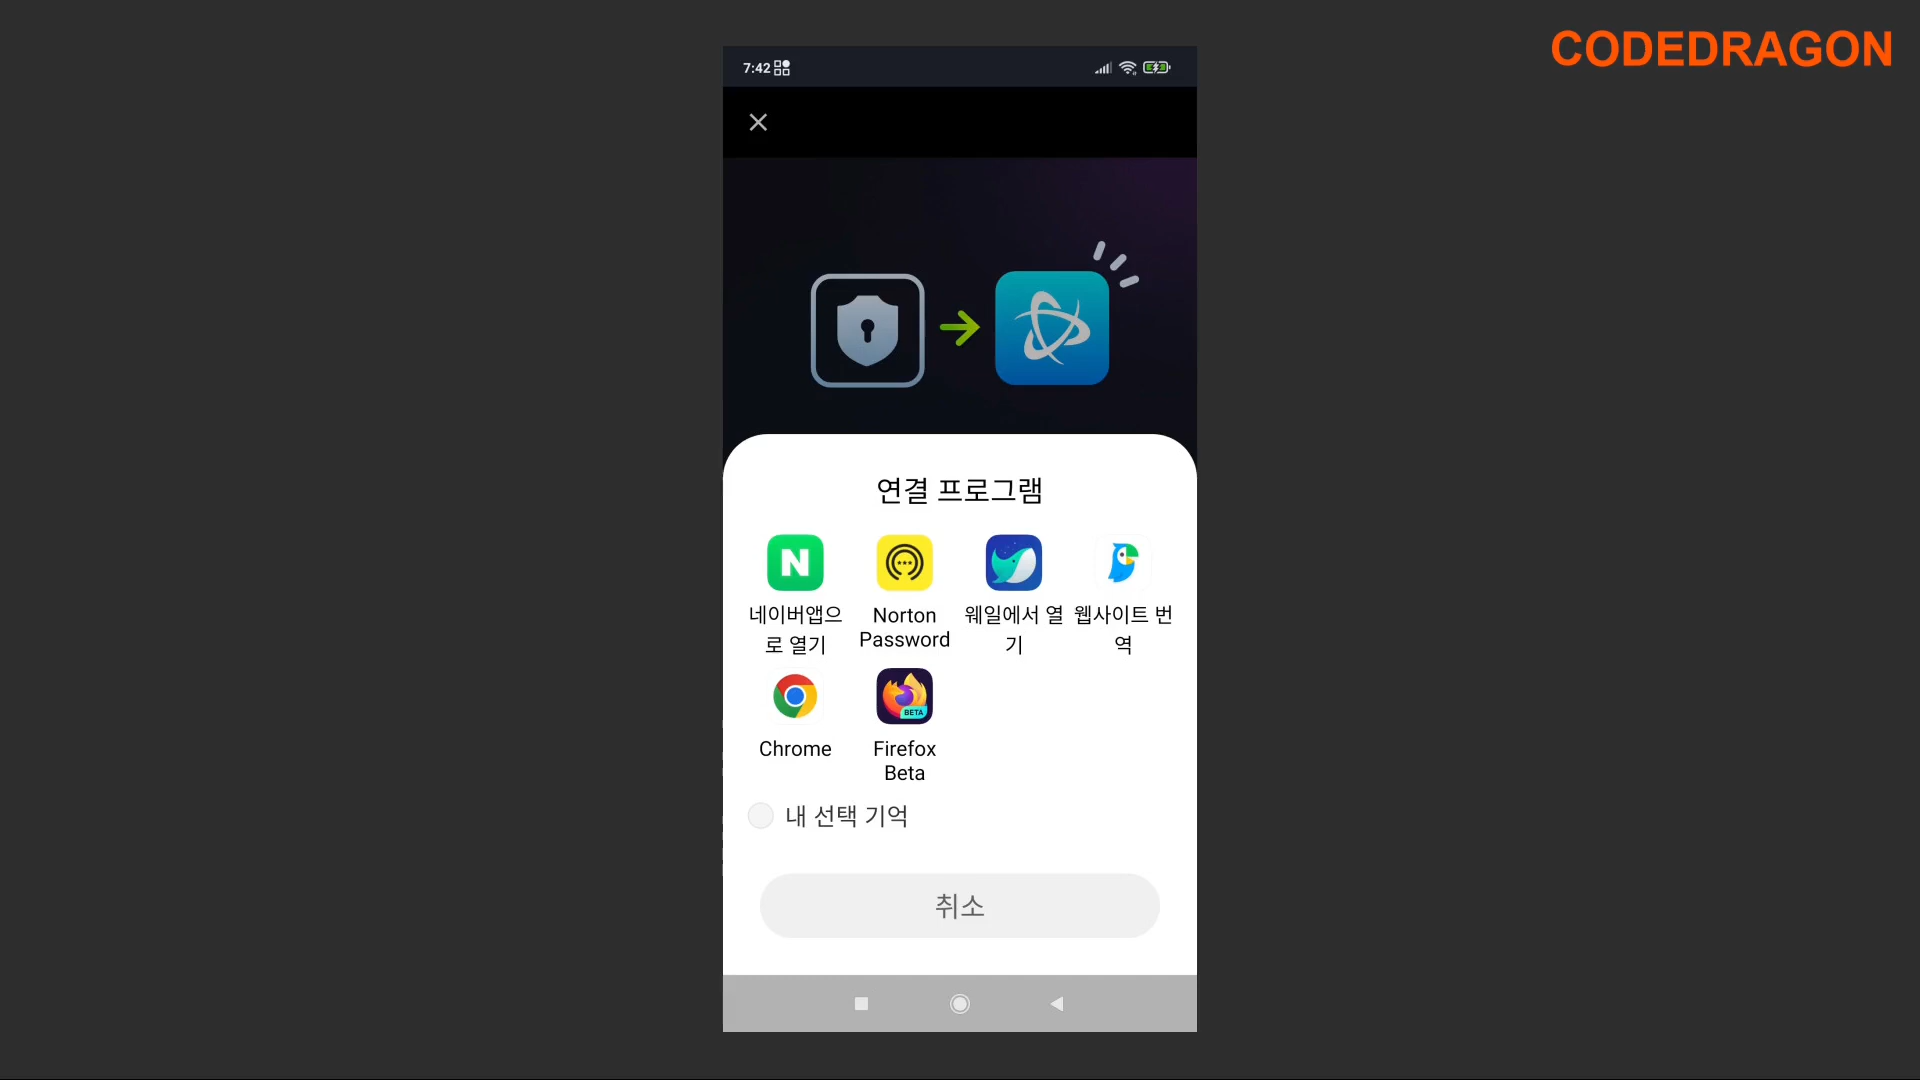 CODEDRAGON
7:42
연결 프로그램
네이버앱으
로 열기
Norton
Password
웨일에서 열
기
웹사이트 번
역
BETA
Chrome
Firefox
Beta
내 선택 기억
취소